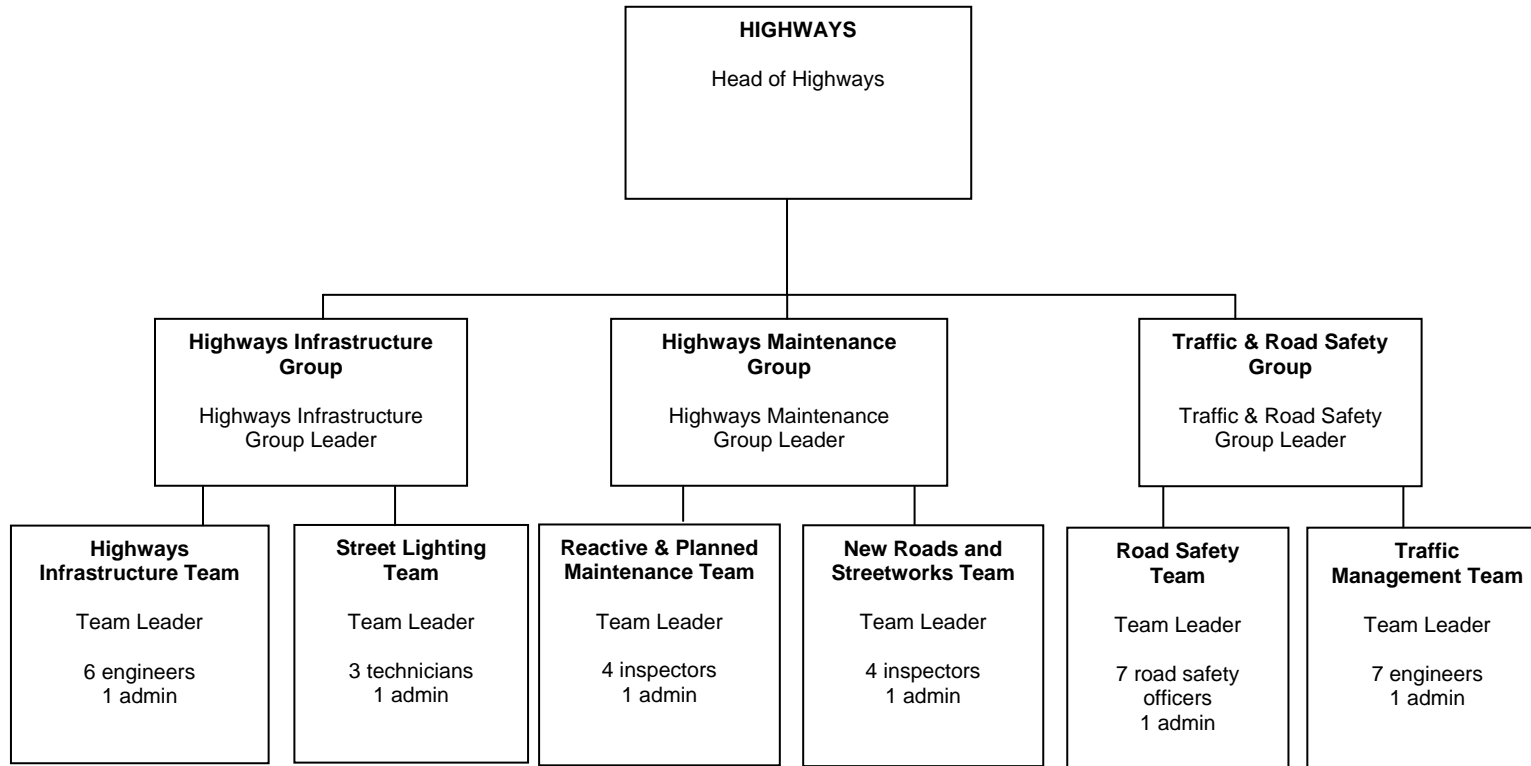 HIGHWAYS
Head of Highways
Highways Infrastructure
Group
Highways Infrastructure
Group Leader
Highways Maintenance
Group
Highways Maintenance
Group Leader
Traffic & Road Safety
Group
Traffic & Road Safety
Group Leader
Highways
Infrastructure Team
Team Leader
6 engineers
1 admin
Street Lighting
Team
Team Leader
3 technicians
1 admin
Reactive & Planned
Maintenance Team
Team Leader
4 inspectors
1 admin
New Roads and
Streetworks Team
Team Leader
4 inspectors
1 admin
Road Safety
Team
Team Leader
7 road safety
officers
1 admin
Traffic
Management Team
Team Leader
7 engineers
1 admin